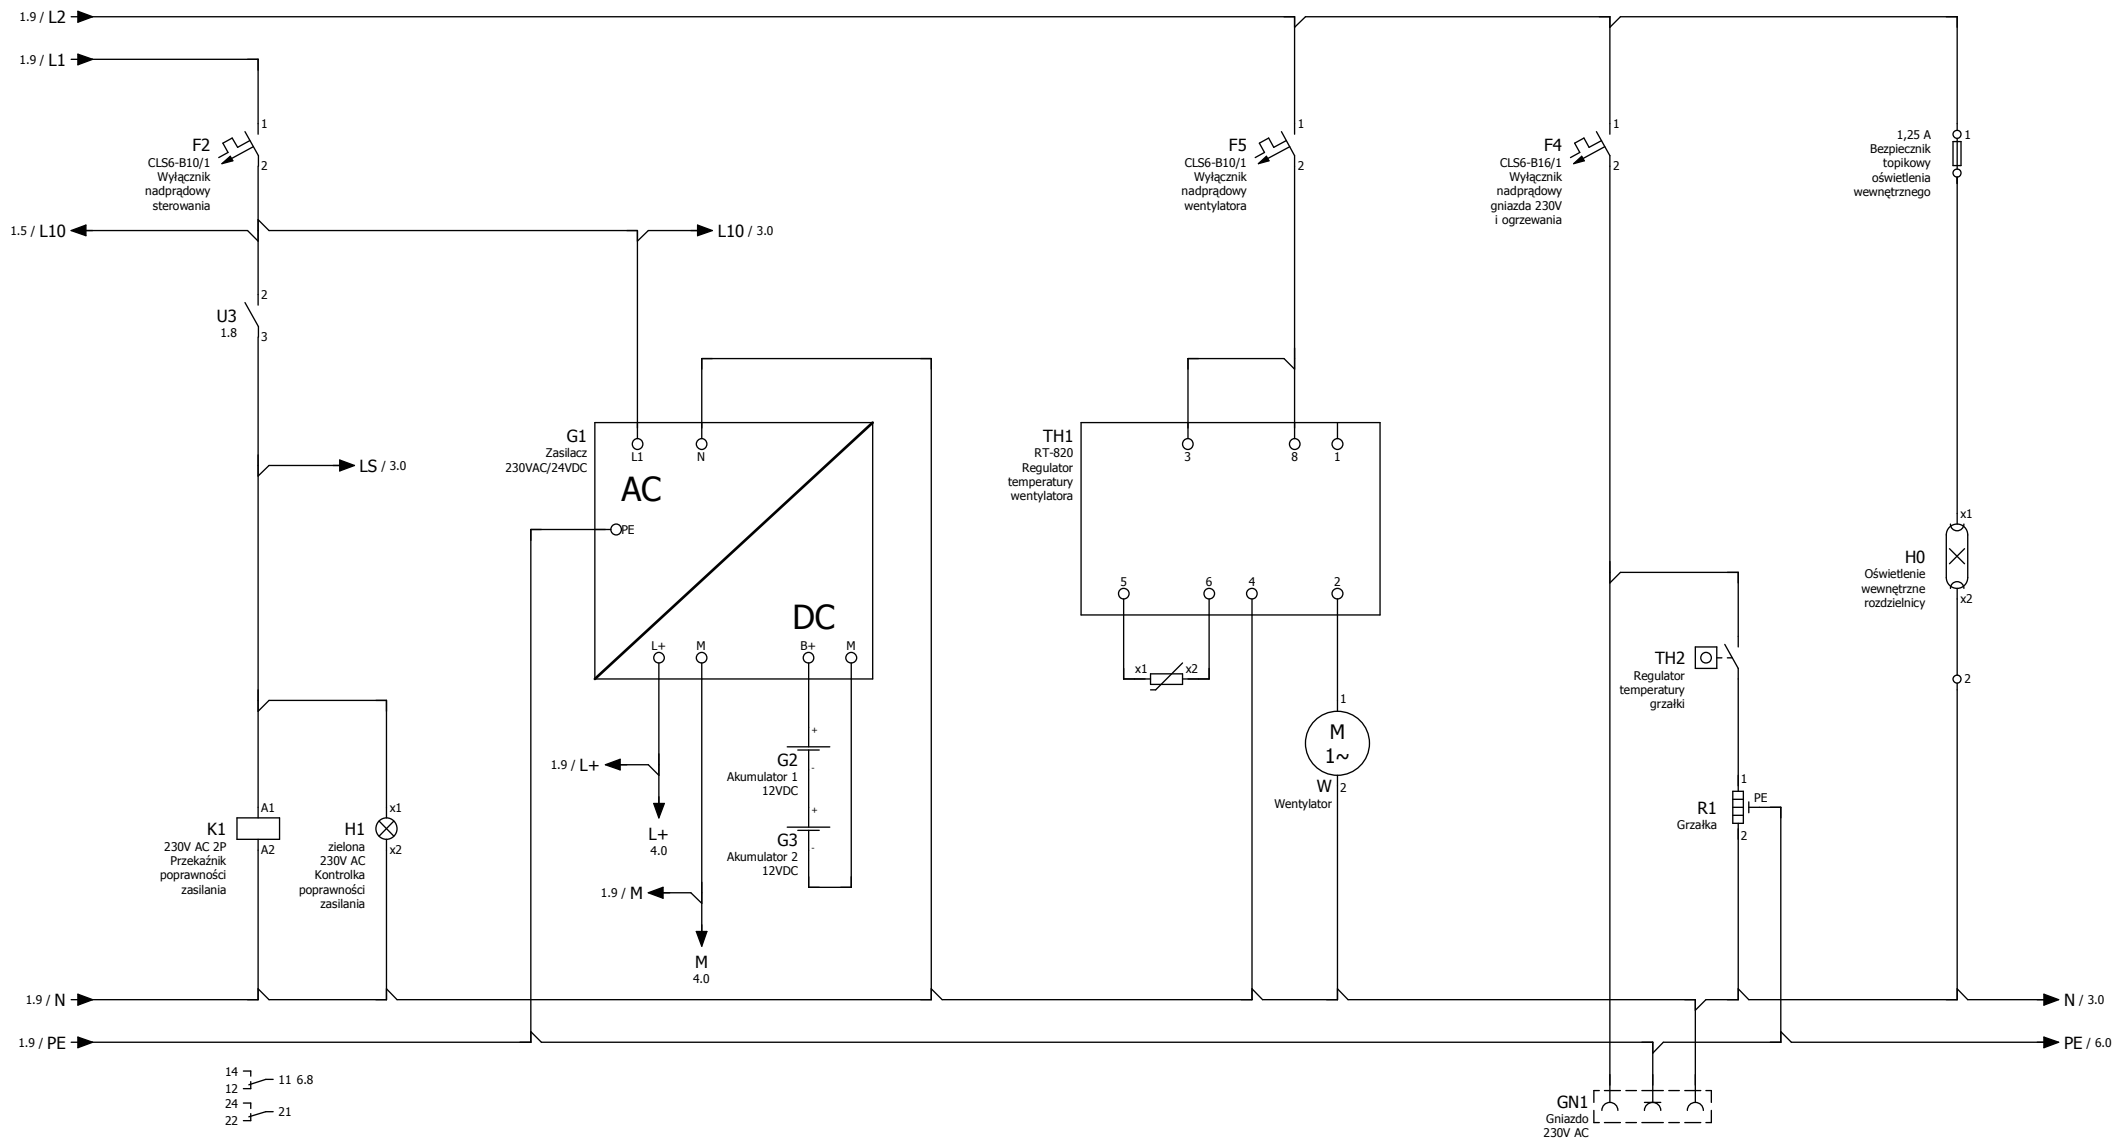 1.9 / L2
1.9 / L1
F2
CLS6-B10/1
Wyłącznik
nadprądowy
sterowania
1
2
F5
CLS6-B10/1
Wyłącznik
nadprądowy
wentylatora
1
2
F4
CLS6-B16/1
Wyłącznik
nadprądowy
gniazda 230V
i ogrzewania
1
2
1,25 A
Bezpiecznik
topikowy
oświetlenia
wewnętrznego
1
1.5 / L10
L10 / 3.0
U3
1.8
2
3
LS / 3.0
G1
Zasilacz
230VAC/24VDC
L1
N
AC
PE
DC
L+
M
B+
M
TH1
RT-820
Regulator
temperatury
wentylatora
3
8
1
5
6
4
2
x1
x2
H0
Oświetlenie
wewnętrzne
rozdzielnicy
x1
x2
2
TH2
Regulator
temperatury
grzałki
1.9 / L+
L+
4.0
1.9 / M
M
4.0
+
G2
-
Akumulator 1
12VDC
+
G3
-
Akumulator 2
12VDC
1
M
1~
W
2
Wentylator
1
R1
PE
Grzałka
2
K1
230V AC 2P
Przekaźnik
poprawności
zasilania
A1
A2
H1
zielona
230V AC
Kontrolka
poprawności
zasilania
x1
x2
1.9 / N
N / 3.0
1.9 / PE
PE / 6.0
14
12
11 6.8
24
22
21
GN1
Gniazdo
230V AC